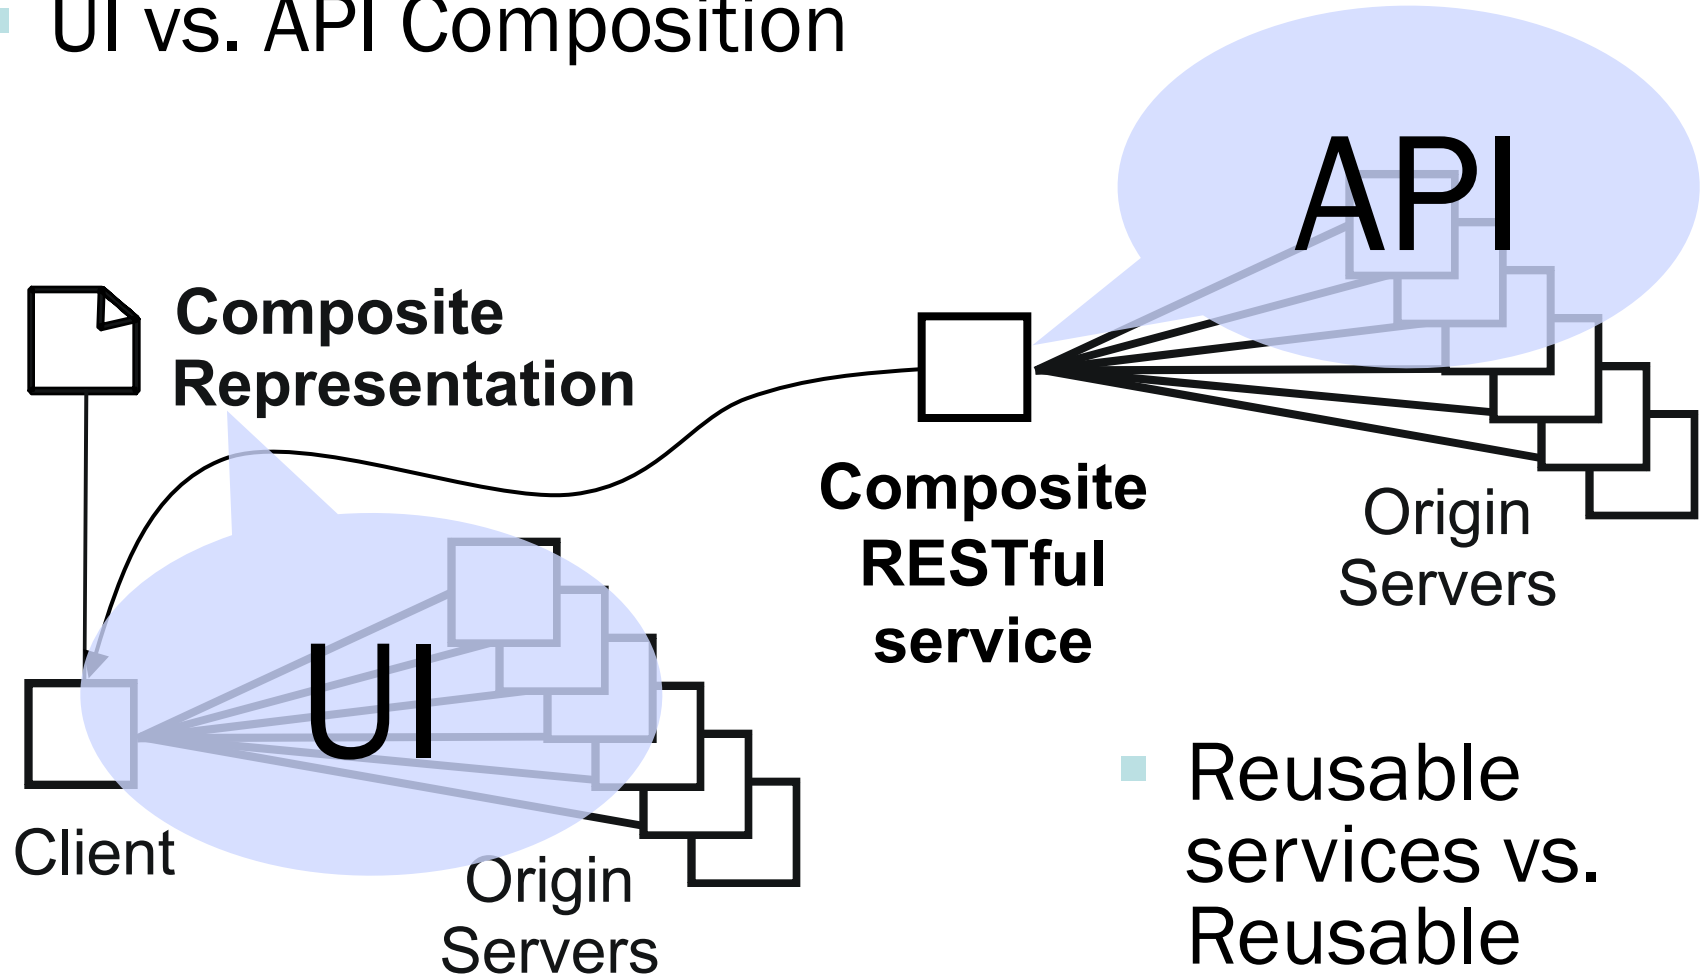 UI vs. API Composition
API
Composite
Representation
Composite
RESTful
service
Origin
Servers
UI
Client
Origin
Servers
Reusable
services vs.
Reusable